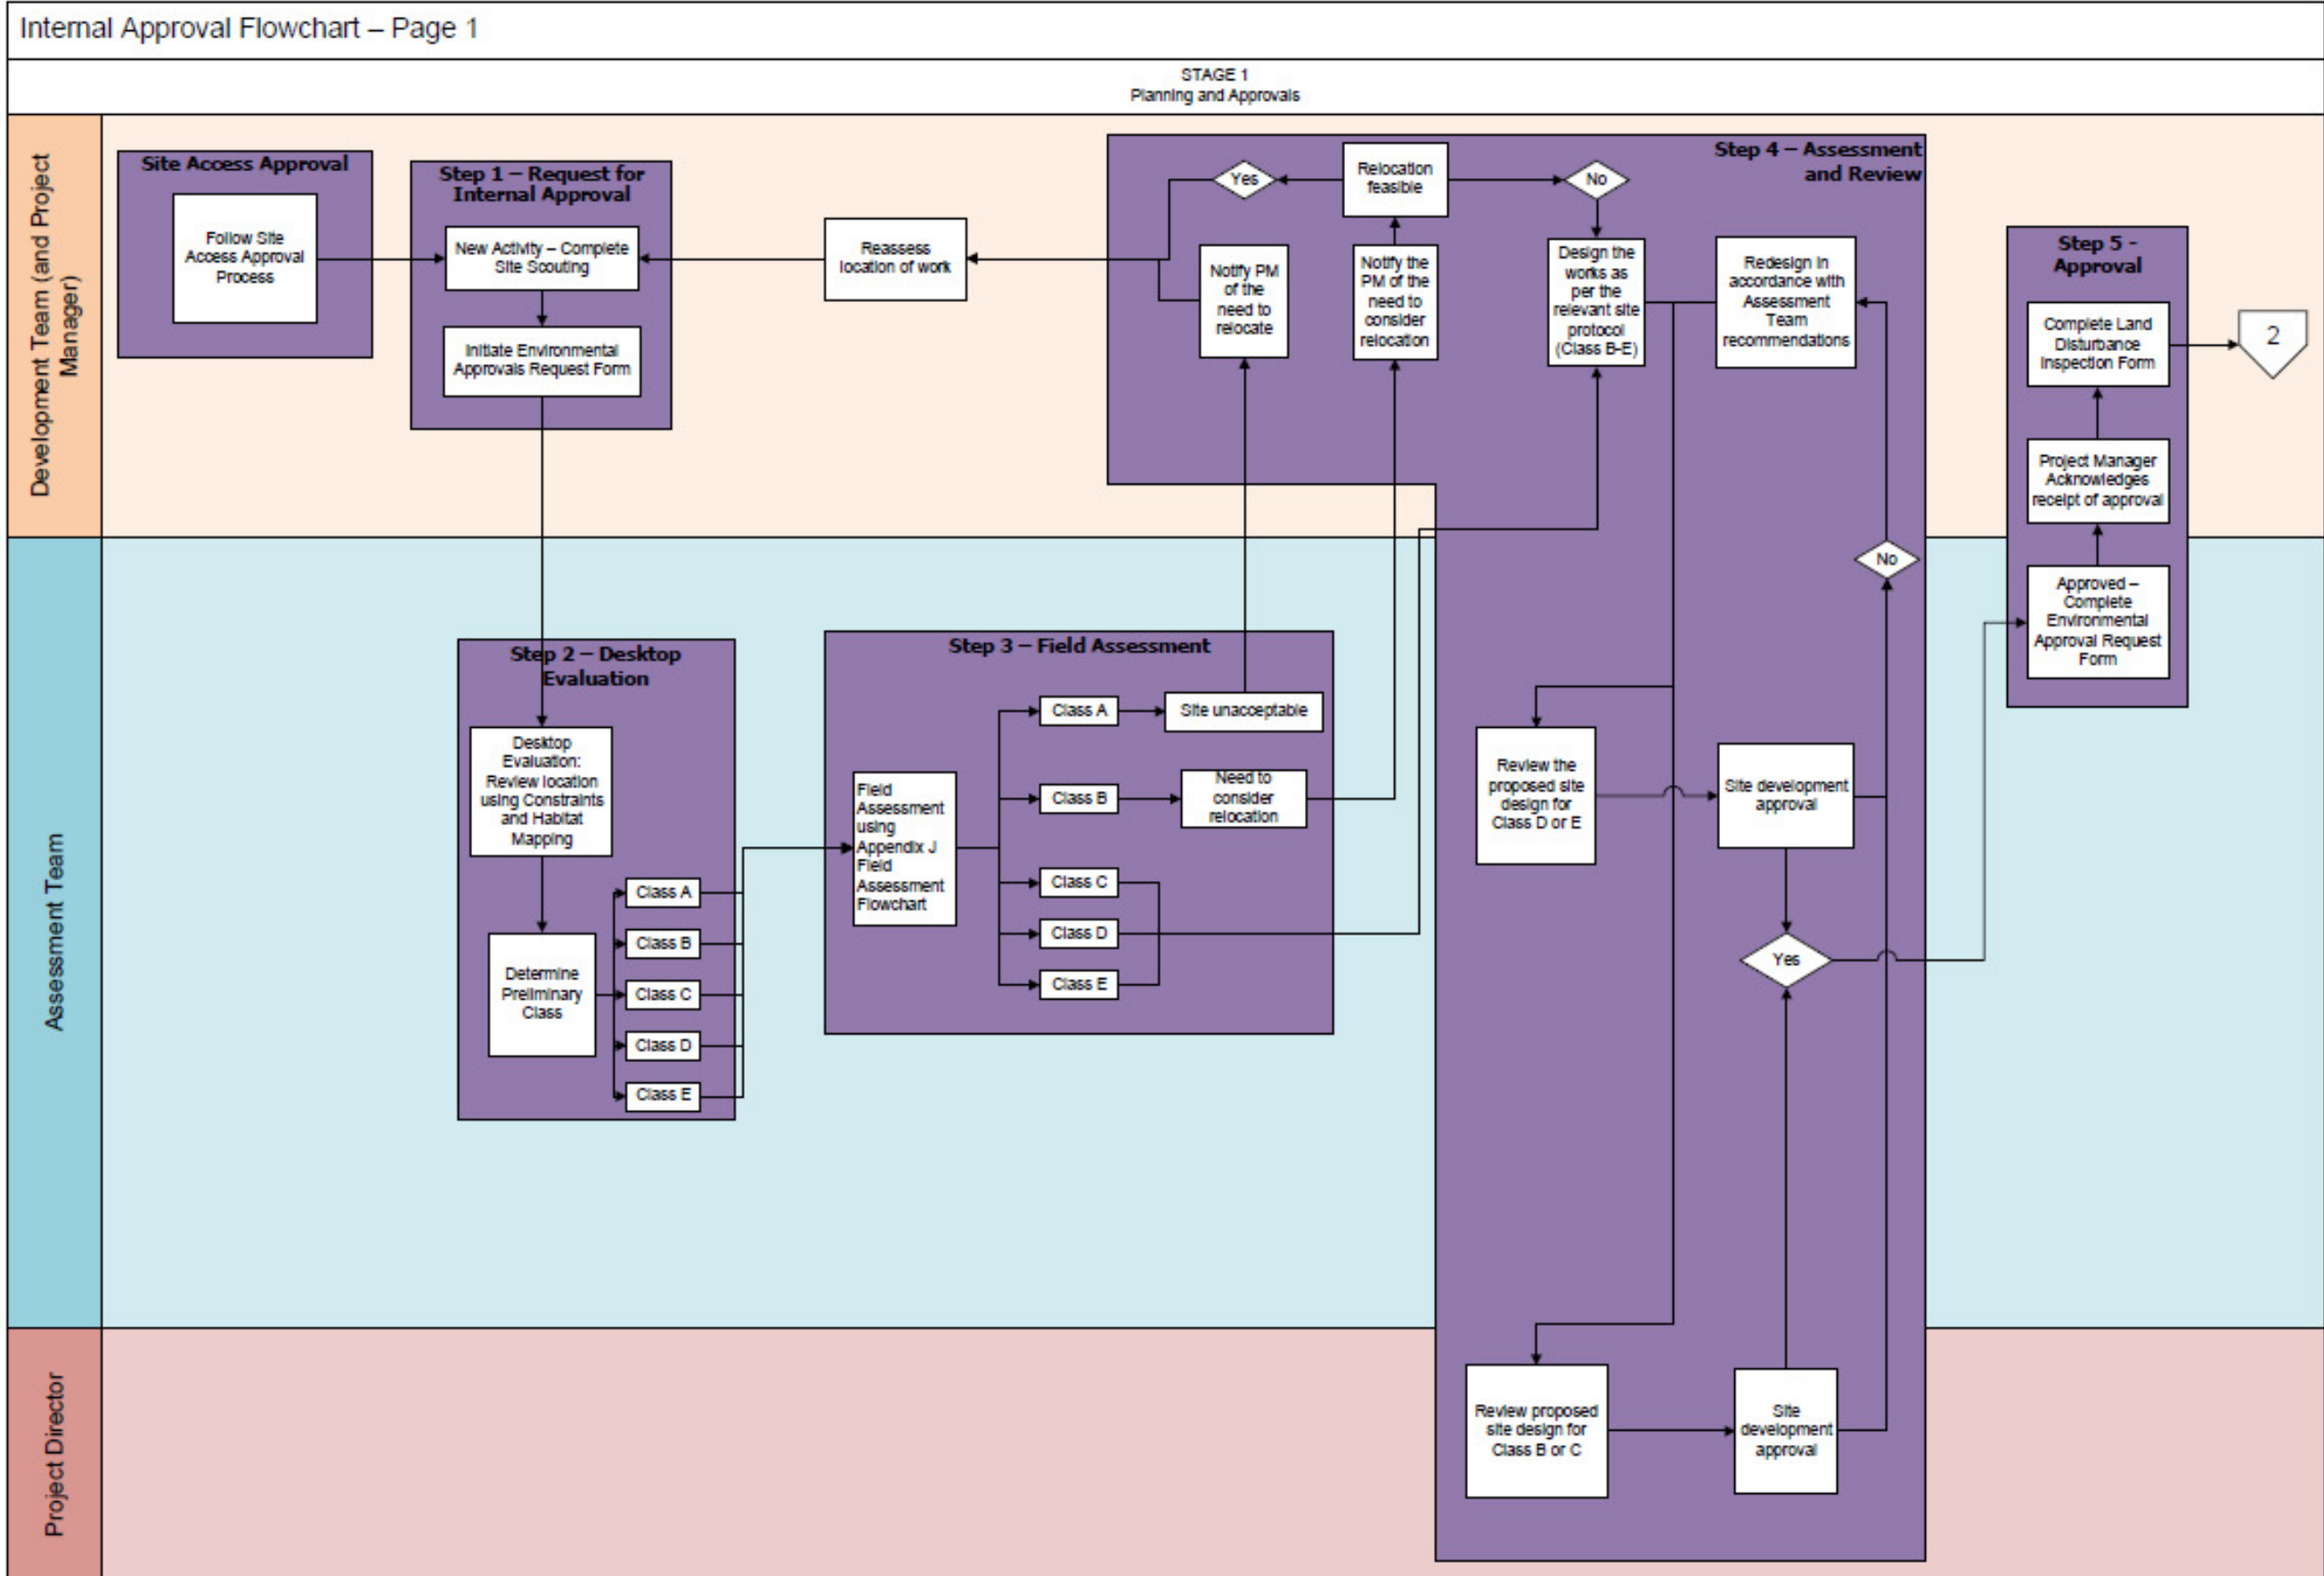 Internal Approval Flowchart – Page 1
STAGE 1
Planning and Approvals
Development Team (and Project
Manager)
Site Access Approval
Follow Site
Access Approval
Process
Step 1 – Request for
Internal Approval
New Activity – Complete
Site Scouting
Initiate Environmental
Approvals Request Form
Reassess
location of work
Step 4 – Assessment
and Review
Yes
Relocation
feasible
No
Notify PM
of the
need to
relocate
Notify the
PM of the
need to
consider
relocation
Design the
works as
per the
relevant site
protocol
(Class B-E)
Redesign in
accordance with
Assessment
Team
recommendations
Step 5 -
Approval
Complete Land
Disturbance
Inspection Form
2
Project Manager
Acknowledges
receipt of approval
Assessment Team
No
Approved –
Complete
Environmental
Approval Request
Form
Step 2 – Desktop
Evaluation
Desktop
Evaluation:
Review location
using Constraints
and Habitat
Mapping
Determine
Preliminary
Class
Class A
Class B
Class C
Class D
Class E
Step 3 – Field Assessment
Field
Assessment
using
Appendix J
Field
Assessment
Flowchart
Class A
Site unacceptable
Class B
Need to
consider
relocation
Class C
Class D
Class E
Review the
proposed site
design for
Class D or E
Site development
approval
Yes
Project Director
Review proposed
site design for
Class B or C
Site
development
approval